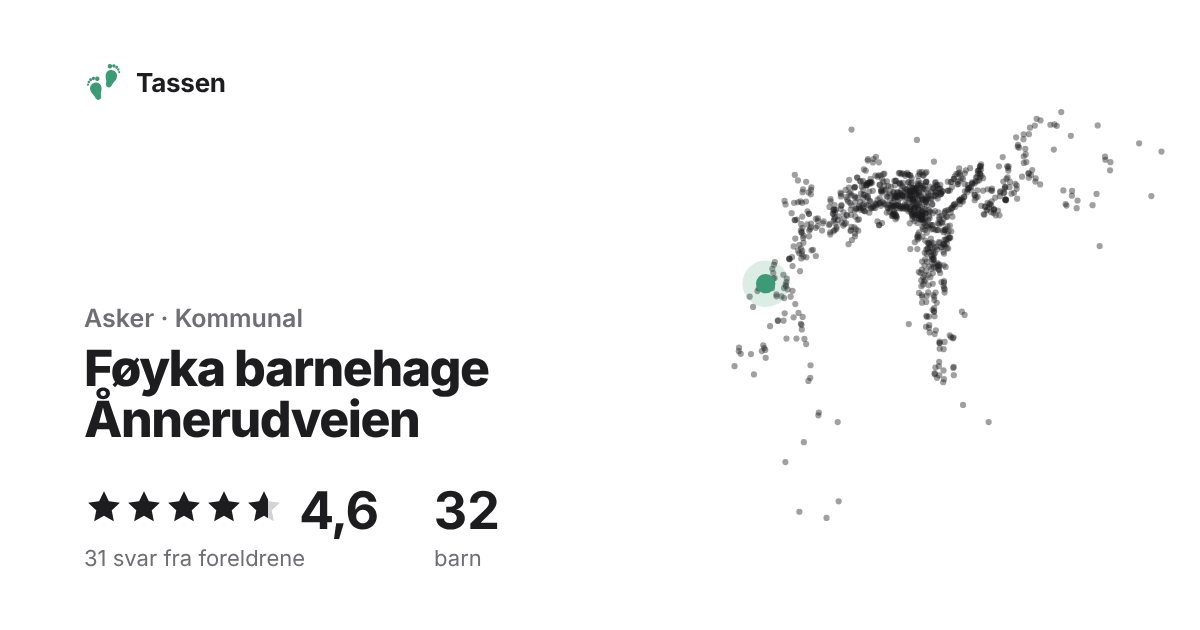 Tassen
Asker · Kommunal
Føyka barnehage
Ånnerudveien
4,6
32
31 svar fra foreldrene
barn